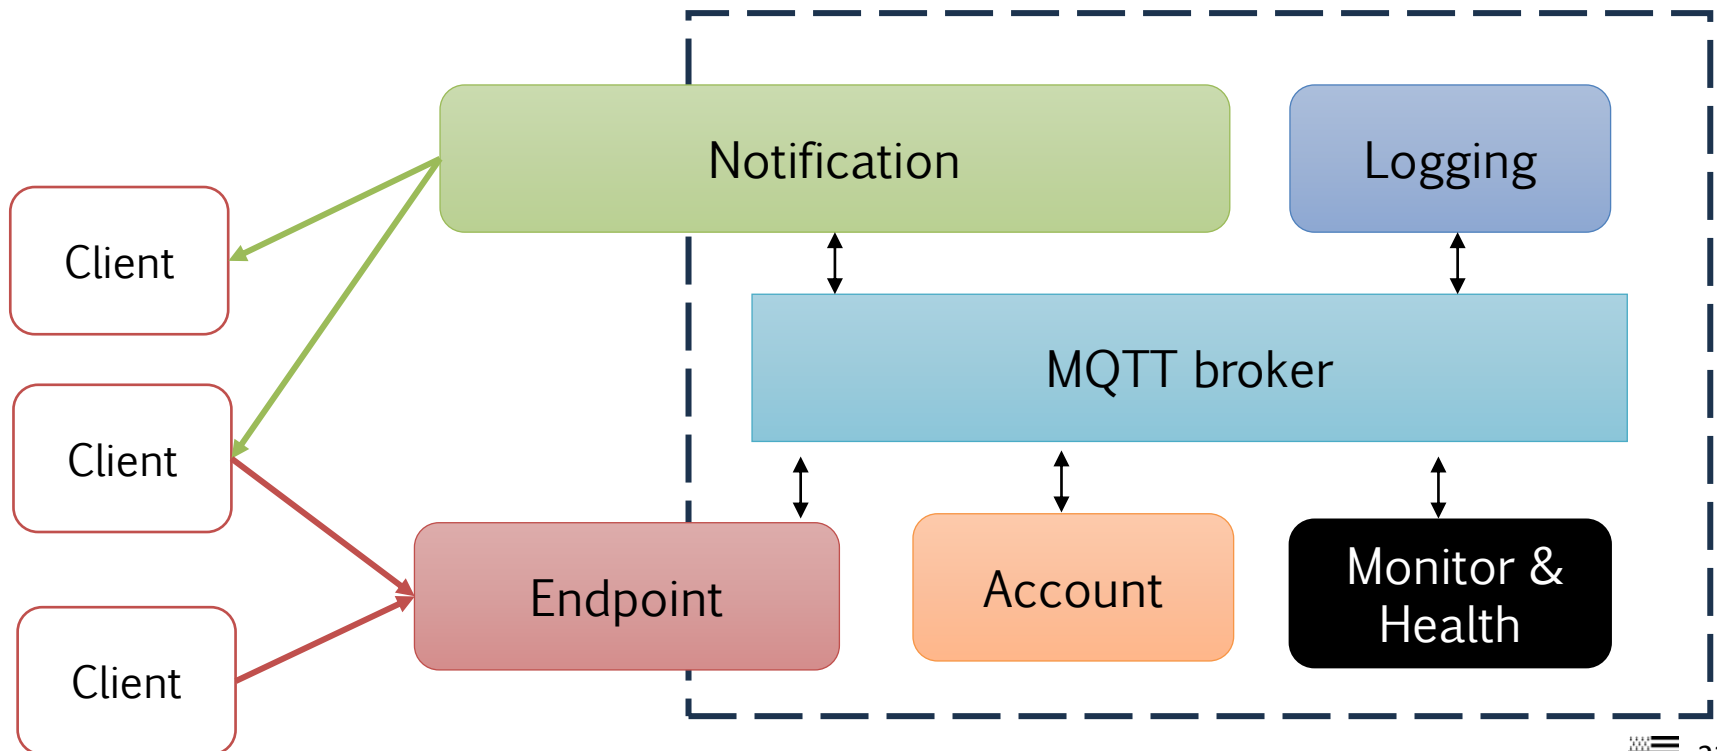 Notification
Logging
Client
MQTT broker
Client
Endpoint
Account
Monitor &
Health
Client